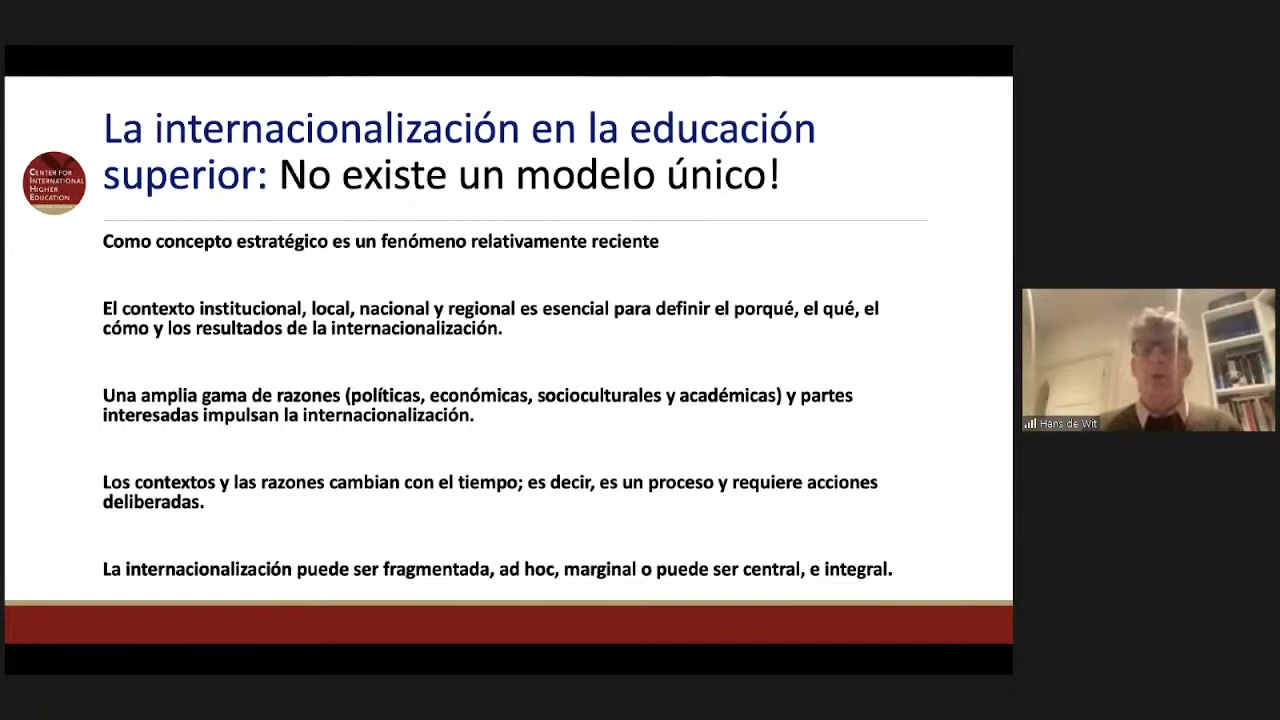 La internacionalización en la educación
superior: No existe un modelo único!
CENTER FOR
INTERNATIONAL
HIGHER
EDUCATION
Como concepto estratégico es un fenómeno relativamente reciente
El contexto institucional, local, nacional y regional es esencial para definir el porqué, el qué, el
cómo y los resultados de la internacionalización.
Una amplia gama de razones (políticas, económicas, socioculturales y académicas) y partes
interesadas impulsan la internacionalización.
Los contextos y las razones cambian con el tiempo; es decir, es un proceso y requiere acciones
deliberadas.
La internacionalización puede ser fragmentada, ad hoc, marginal o puede ser central, e integral.
Hans de Wit